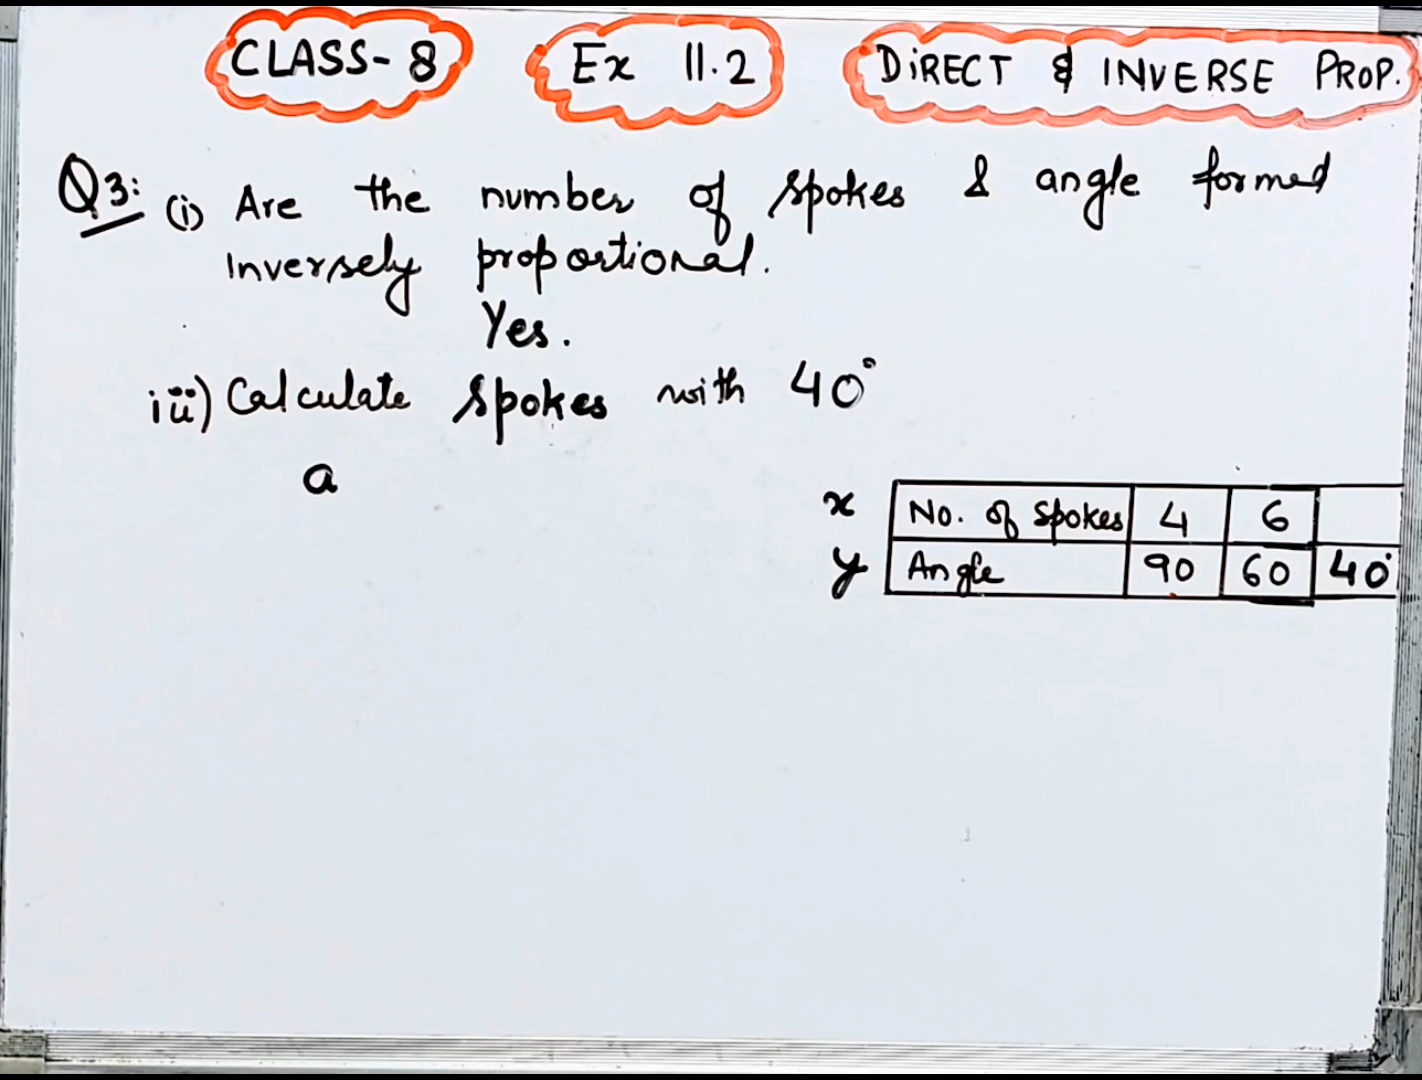 CLASS-8 Ex 11.2 DiRECT & INVERSE PROP.
Q3: (i) Are the number of spokes & angle formed
Inversely proportional.
Yes.
iii) Calculate spokes with 40°
a
x No. of spokes 4 6
y Angle 90 60 40°